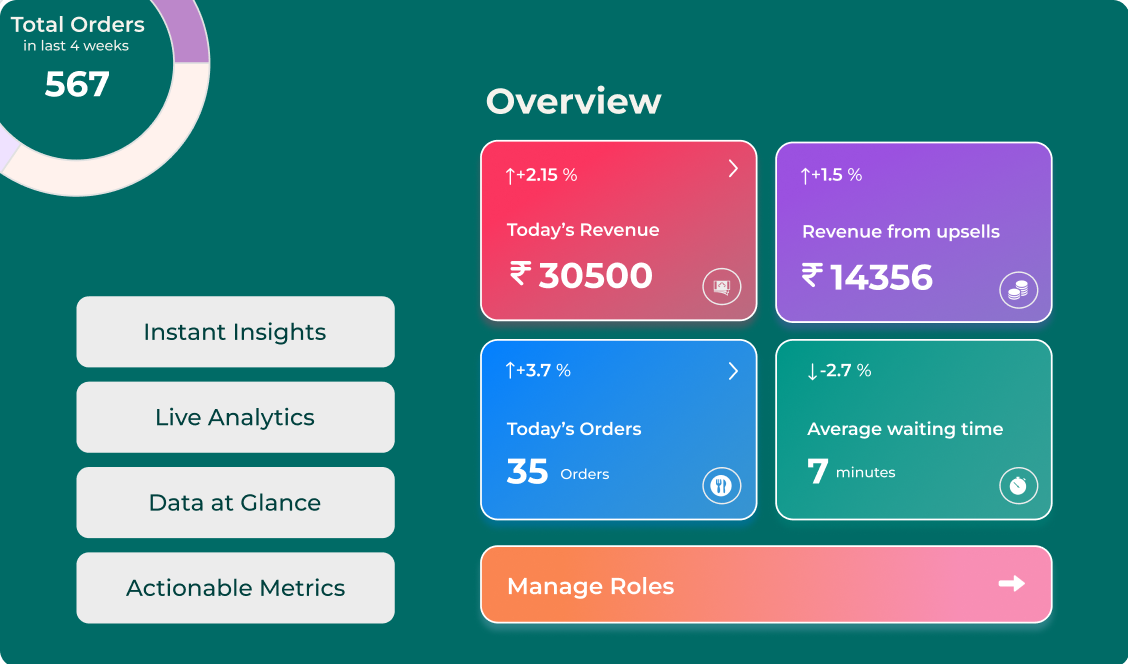 Total Orders
in last 4 weeks
567
Overview
↑+2.15 %
Today’s Revenue
₹ 30500
↑+1.5 %
Revenue from upsells
₹ 14356
↑+3.7 %
Today’s Orders
35 Orders
↓-2.7 %
Average waiting time
7 minutes
Manage Roles
Instant Insights
Live Analytics
Data at Glance
Actionable Metrics